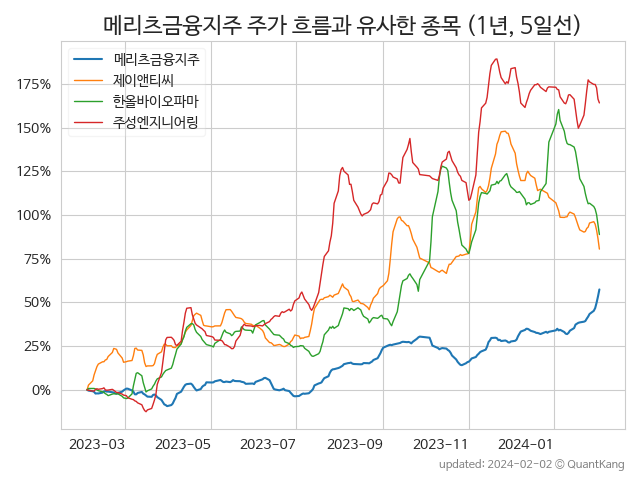 메리츠금융지주 주가 흐름과 유사한 종목 (1년, 5일선)
메리츠금융지주
제이앤티씨
한올바이오파마
주성엔지니어링
175%
150%
125%
100%
75%
50%
25%
0%
2023-03 2023-05 2023-07 2023-09 2023-11 2024-01
updated: 2024-02-02 © QuantKang